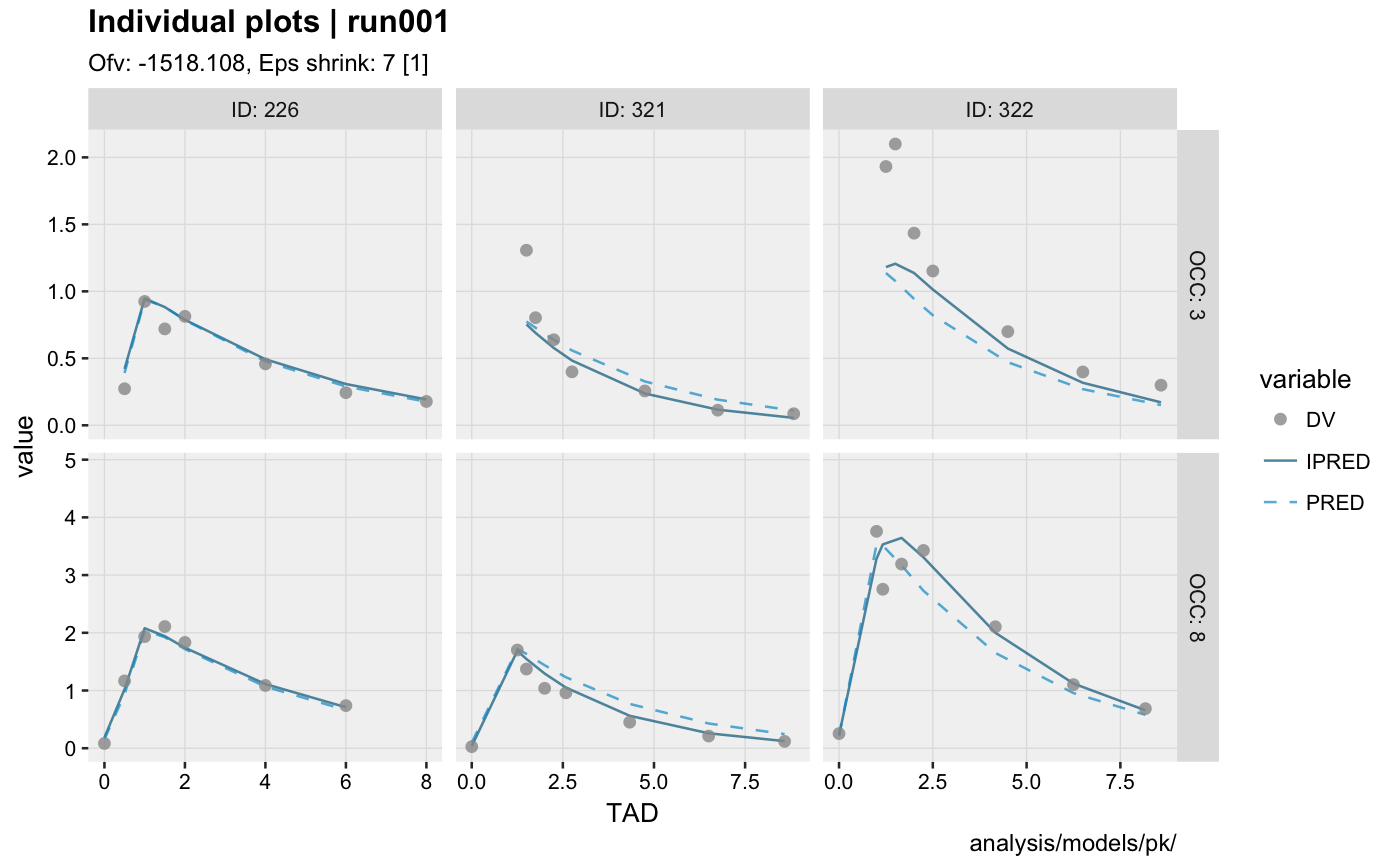 Individual plots | run001
Ofv: -1518.108, Eps shrink: 7 [1]
ID: 226
ID: 321
ID: 322
2.0
1.5
1.0
0.5
0.0
OCC: 3
5
4
3
2
1
0
OCC: 8
value
0 2 4 6 8
0.0 2.5 5.0 7.5
0.0 2.5 5.0 7.5
TAD
variable
DV
IPRED
PRED
analysis/models/pk/